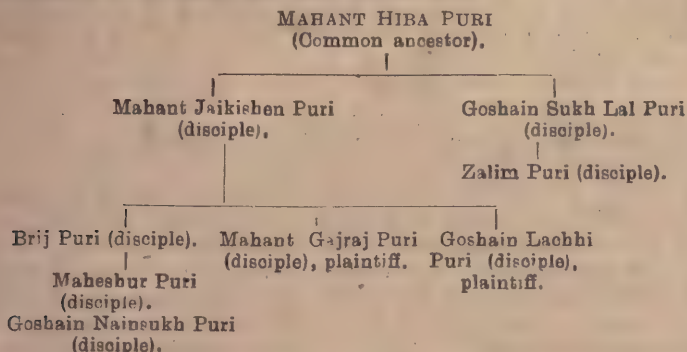 MAHANT HIBA PURI
(Common ancestor).
Mahant Jaikishen Puri
(disciple).
Goshain Sukh Lal Puri
(disciple).
Zalim Puri (disciple).
Brij Puri (disciple).
Mahant Gajraj Puri
(disciple), plaintiff.
Goshain Lachhi
Puri (disciple),
plaintiff.
Maheshur Puri
(disciple).
Goshain Nainsukh Puri
(disciple).